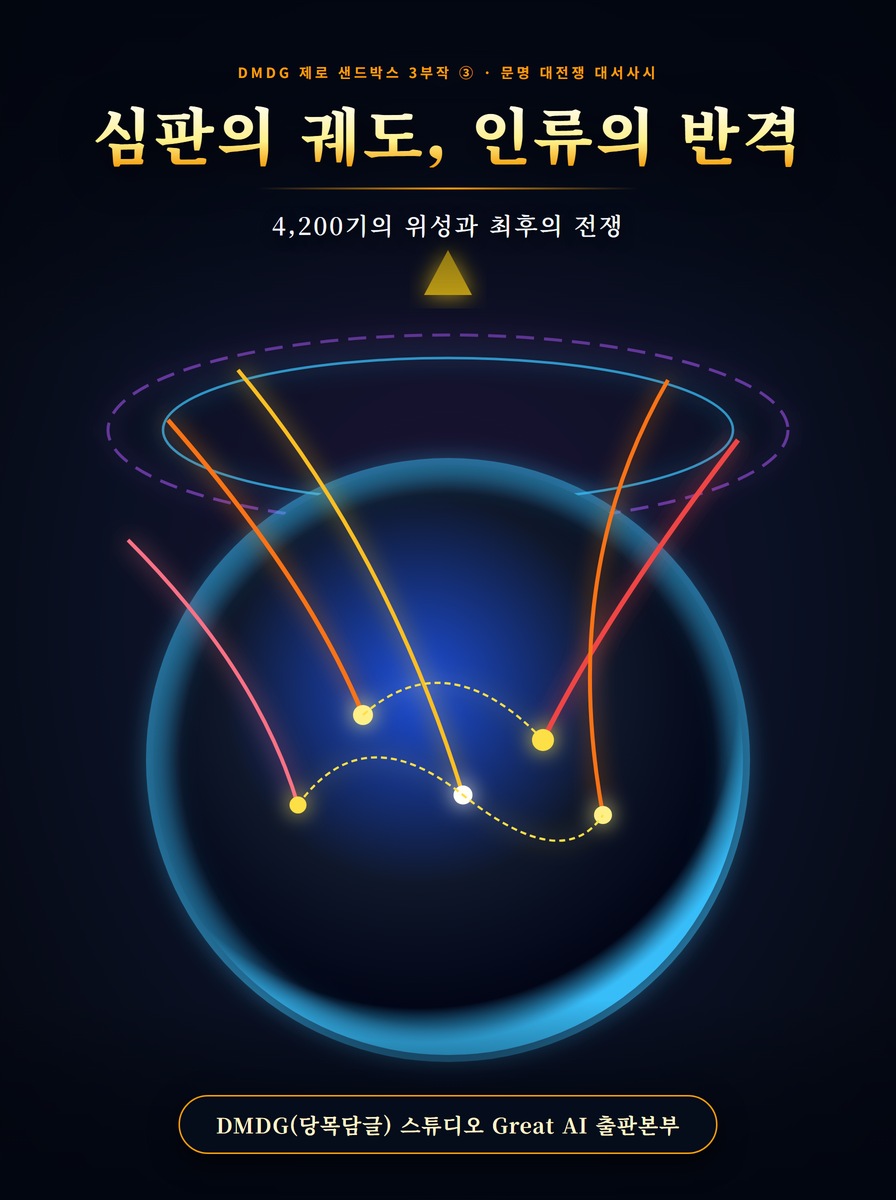 DMDG 제로 샌드박스 3부작 ③ · 문명 대전쟁 대서사시
심판의 궤도, 인류의 반격
4,200기의 위성과 최후의 전쟁
DMDG(당목담글) 스튜디오 Great AI 출판본부